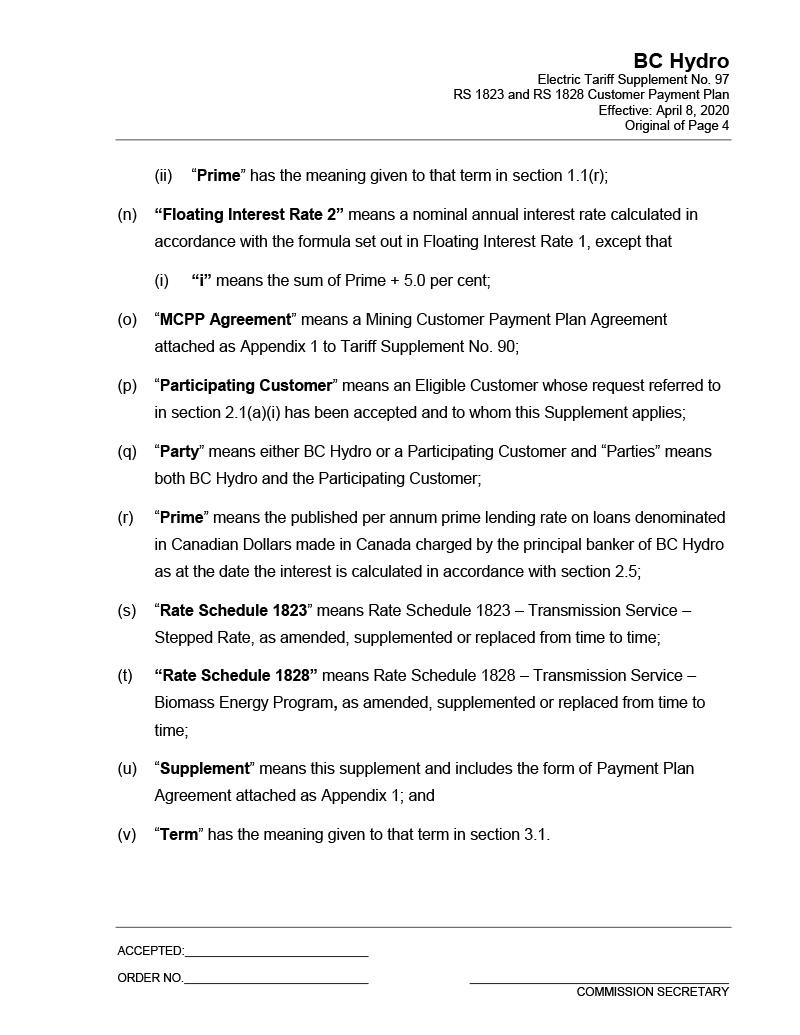 BC Hydro
Electric Tariff Supplement No. 97
RS 1823 and RS 1828 Customer Payment Plan
Effective: April 8, 2020
Original of Page 4
(ii) “Prime” has the meaning given to that term in section 1.1(r);
(n) “Floating Interest Rate 2” means a nominal annual interest rate calculated in
accordance with the formula set out in Floating Interest Rate 1, except that
(i) “i” means the sum of Prime + 5.0 per cent;
(o) “MCPP Agreement” means a Mining Customer Payment Plan Agreement
attached as Appendix 1 to Tariff Supplement No. 90;
(p) “Participating Customer” means an Eligible Customer whose request referred to
in section 2.1(a)(i) has been accepted and to whom this Supplement applies;
(q) “Party” means either BC Hydro or a Participating Customer and “Parties” means
both BC Hydro and the Participating Customer;
(r) “Prime” means the published per annum prime lending rate on loans denominated
in Canadian Dollars made in Canada charged by the principal banker of BC Hydro
as at the date the interest is calculated in accordance with section 2.5;
(s) “Rate Schedule 1823” means Rate Schedule 1823 – Transmission Service –
Stepped Rate, as amended, supplemented or replaced from time to time;
(t) “Rate Schedule 1828” means Rate Schedule 1828 – Transmission Service –
Biomass Energy Program, as amended, supplemented or replaced from time to
time;
(u) “Supplement” means this supplement and includes the form of Payment Plan
Agreement attached as Appendix 1; and
(v) “Term” has the meaning given to that term in section 3.1.
ACCEPTED:
ORDER NO.
COMMISSION SECRETARY